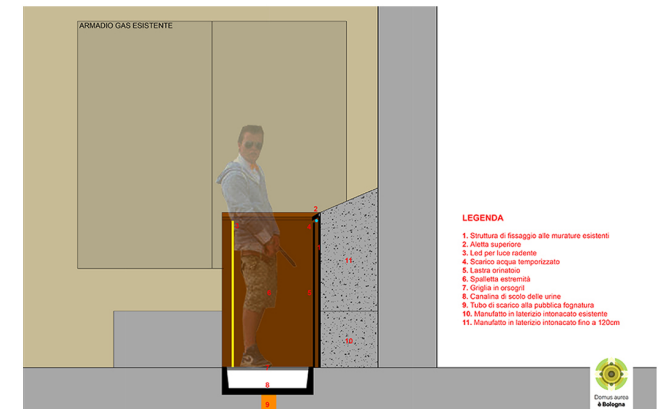 ARMADIO GAS ESISTENTE
2
11
10
8
9
LEGENDA
1. Struttura di fissaggio alle murature esistenti
2. Aletta superiore
3. Led per luce radente
4. Scarico acqua temporizzato
5. Lastra orinatoio
6. Spalletta estremità
7. Griglia in orsogril
8. Canalina di scolo delle urine
9. Tubo di scarico alla pubblica fognatura
10. Manufatto in laterizio intonacato esistente
11. Manufatto in laterizio intonacato fino a 120cm
Domus aurea
è Bologna